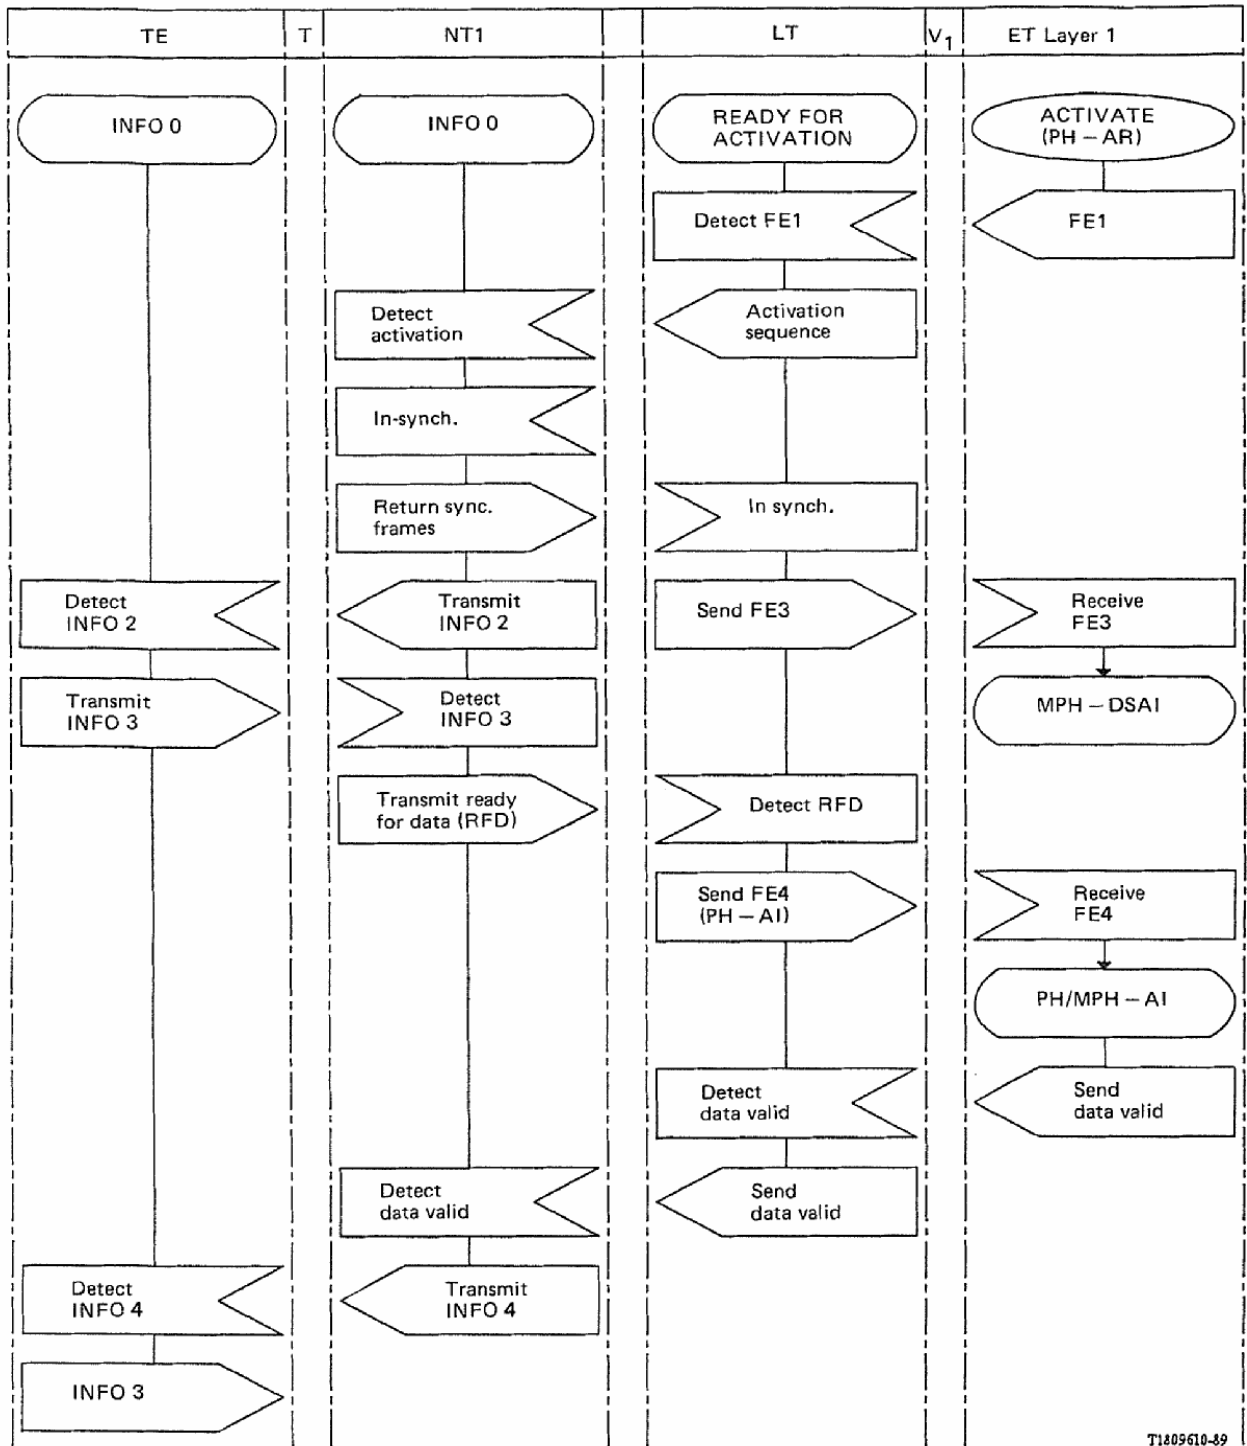 TE T NT1 LT V1 ET Layer 1
INFO 0
INFO 0
READY FOR
ACTIVATION
ACTIVATE
(PH – AR)
Detect FE1
FE1
Detect
activation
Activation
sequence
In-synch.
Return sync.
frames
In synch.
Detect
INFO 2
Transmit
INFO 2
Send FE3
Receive
FE3
Transmit
INFO 3
Detect
INFO 3
MPH – DSAI
Transmit ready
for data (RFD)
Detect RFD
Send FE4
(PH – AI)
Receive
FE4
PH/MPH – AI
Detect
data valid
Send
data valid
Detect
data valid
Send
data valid
Detect
INFO 4
Transmit
INFO 4
INFO 3
T1809610-89